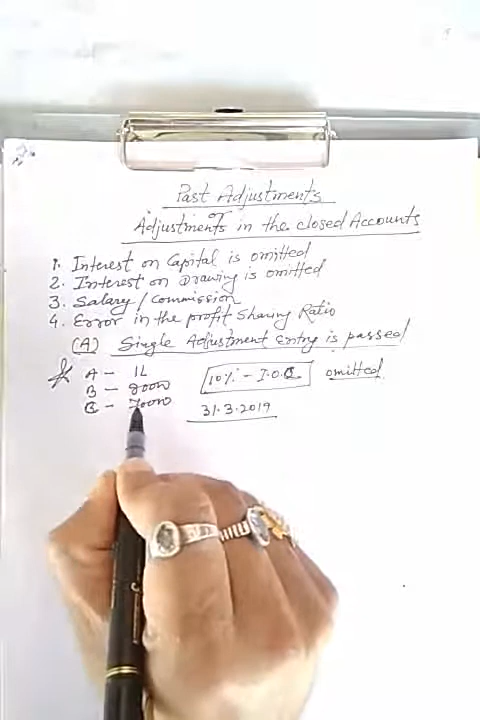 Past Adjustments
or
Adjustments in the closed Accounts
1. Interest on Capital is omitted
2. Interest on Drawing is omitted
3. Salary/Commission
4. Error in the profit sharing Ratio
(A) Single Adjustment entry is passed
A - 1L 10% - I.O.C omitted
B - 80000
C - 70000 31.3.2019